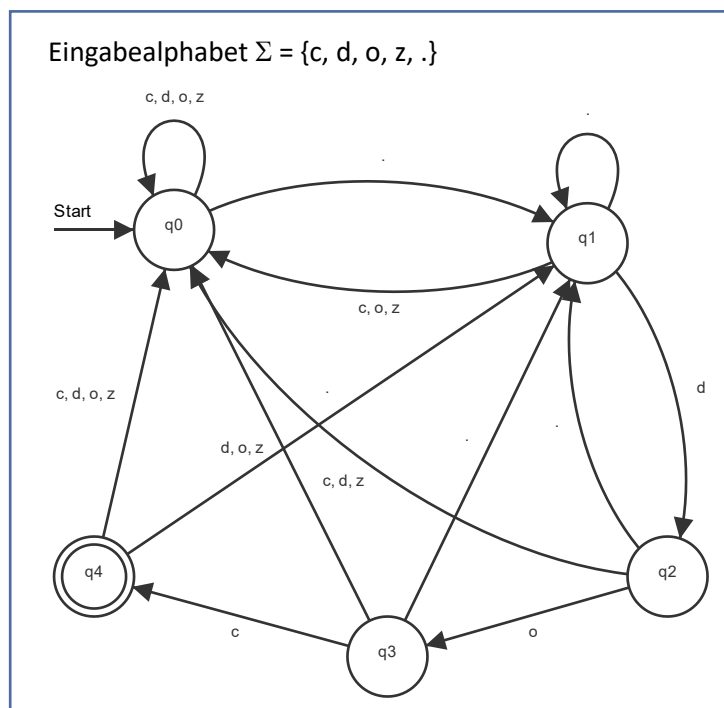 Eingabealphabet Σ = {c, d, o, z, .}
c, d, o, z
.
.
Start
q0
q1
c, o, z
c, d, o, z
.
d
d, o, z
.
.
c, d, z
q4
q2
c
q3
o